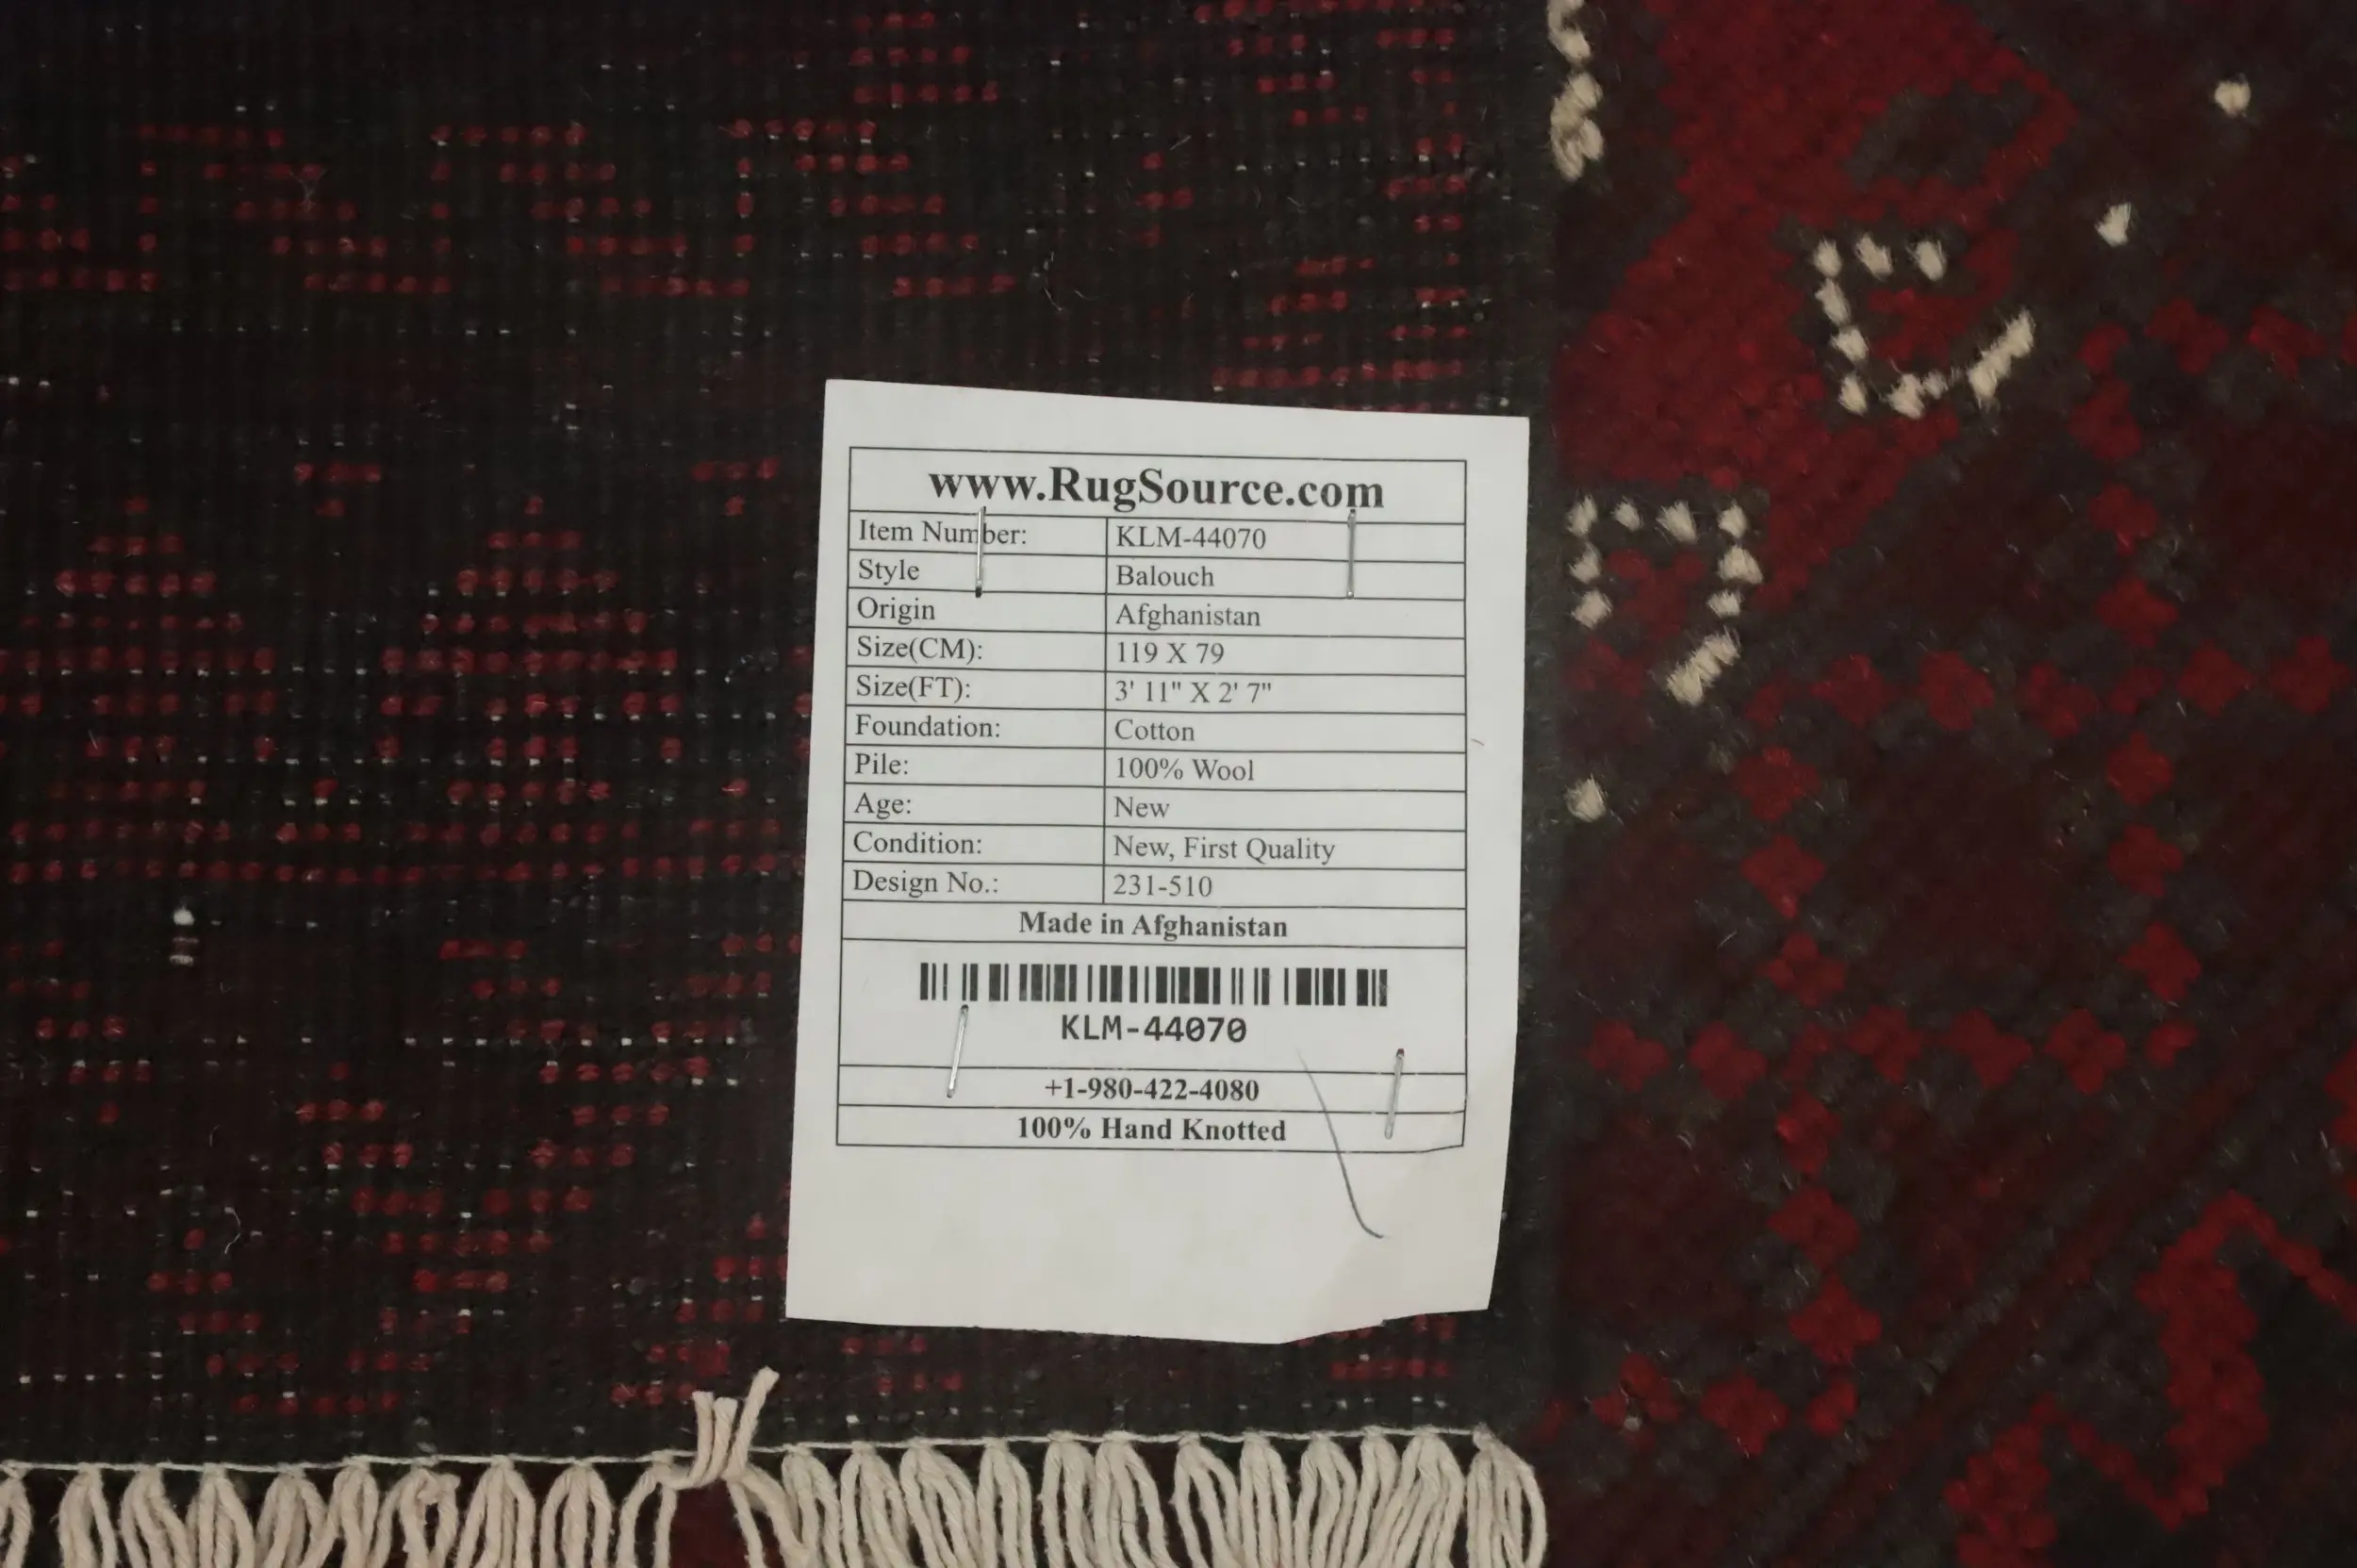 www.RugSource.com
Item Number: KLM-44070
Style Balouch
Origin Afghanistan
Size(CM): 119 X 79
Size(FT): 3' 11" X 2' 7"
Foundation: Cotton
Pile: 100% Wool
Age: New
Condition: New, First Quality
Design No.: 231-510
Made in Afghanistan
KLM-44070
+1-980-422-4080
100% Hand Knotted